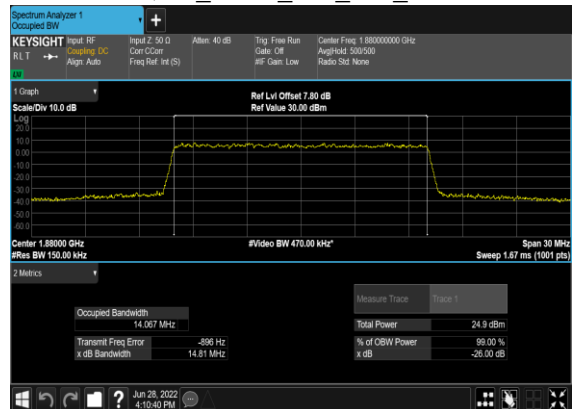 Spectrum Analyzer 1
Occupied BW
+
KEYSIGHT Input: RF Input Z: 50 Ω Atten: 40 dB Trig: Free Run Center Freq: 1.880000000 GHz
RLT Coupling: DC Corr CCorr Gate: Off Avg|Hold: 500/500
Align: Auto Freq Ref: Int (S) #IF Gain: Low Radio Std: None
LW
1 Graph
Ref Lvl Offset 7.80 dB
Scale/Div 10.0 dB Ref Value 30.00 dBm
Log
20.0
10.0
0.00
-10.0
-20.0
-30.0
-40.0
-50.0
-60.0
Center 1.88000 GHz #Video BW 470.00 kHz* Span 30 MHz
#Res BW 150.00 kHz Sweep 1.67 ms (1001 pts)
2 Metrics
Measure Trace Trace 1
Occupied Bandwidth
14.067 MHz Total Power 24.9 dBm
Transmit Freq Error -896 Hz % of OBW Power 99.00 %
x dB Bandwidth 14.81 MHz x dB -26.00 dB
? Jun 28, 2022
4:10:40 PM